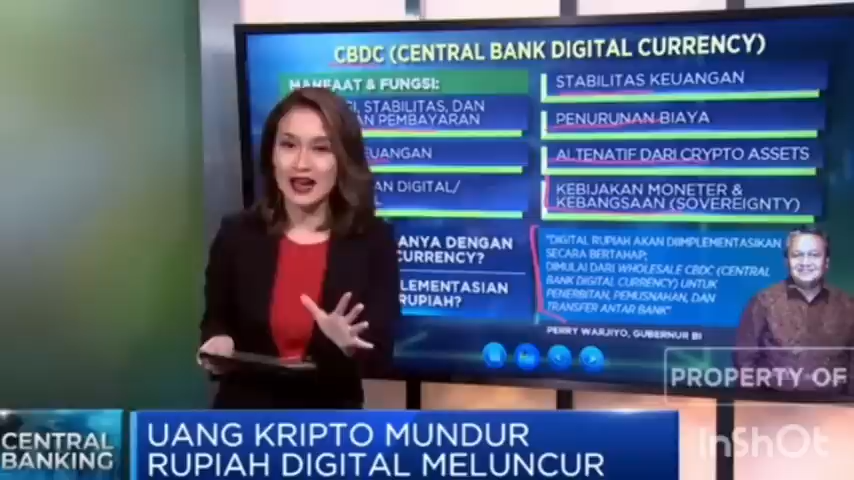 CBDC (CENTRAL BANK DIGITAL CURRENCY)
MANFAAT & FUNGSI:
STABILITAS, DAN
PEMBAYARAN
AN DIGITAL/
STABILITAS KEUANGAN
PENURUNAN BIAYA
ALTENATIF DARI CRYPTO ASSETS
KEBIJAKAN MONETER &
KEBANGSAAN (SOVEREIGNTY)
ANYA DENGAN
CURRENCY?
LEMENTASIAN
RUPIAH?
"DIGITAL RUPIAH AKAN DIIMPLEMENTASIKAN
SECARA BERTAHAP;
DIMULAI DARI WHOLESALE CBDC (CENTRAL
BANK DIGITAL CURRENCY) UNTUK
PENERBITAN, PEMUSNAHAN, DAN
TRANSFER ANTAR BANK"
PERRY WARJIYO, GUBERNUR BI
PROPERTY OF
InShOt
CENTRAL
BANKING
UANG KRIPTO MUNDUR
RUPIAH DIGITAL MELUNCUR